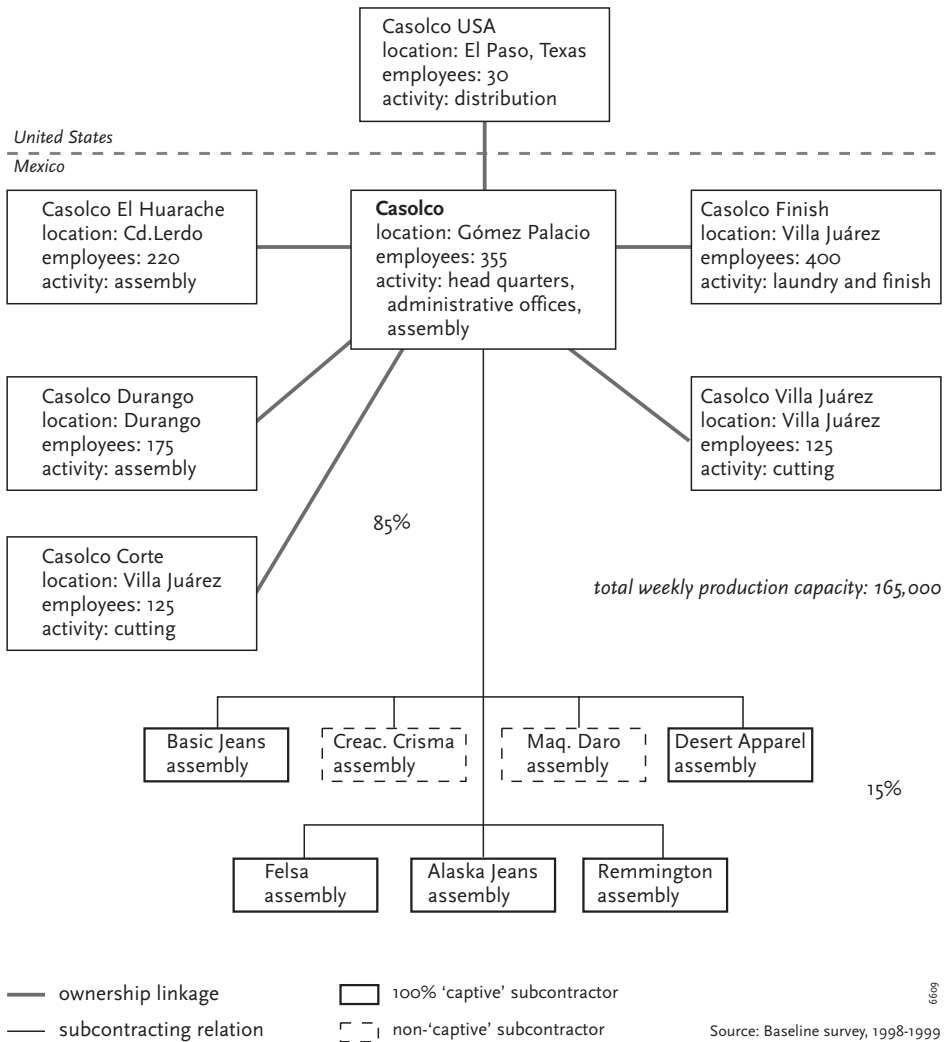 Casolco USA
location: El Paso, Texas
employees: 30
activity: distribution
United States
Mexico
Casolco El Huarache
location: Cd.Lerdo
employees: 220
activity: assembly
Casolco
location: Gómez Palacio
employees: 355
activity: head quarters,
administrative offices,
assembly
Casolco Finish
location: Villa Juárez
employees: 400
activity: laundry and finish
Casolco Durango
location: Durango
employees: 175
activity: assembly
Casolco Villa Juárez
location: Villa Juárez
employees: 125
activity: cutting
85%
Casolco Corte
location: Villa Juárez
employees: 125
activity: cutting
total weekly production capacity: 165,000
Basic Jeans
assembly
Creac. Crisma
assembly
Maq. Daro
assembly
Desert Apparel
assembly
15%
Felsa
assembly
Alaska Jeans
assembly
Remmington
assembly
ownership linkage
100% ‘captive’ subcontractor
subcontracting relation
non-‘captive’ subcontractor
6609
Source: Baseline survey, 1998-1999